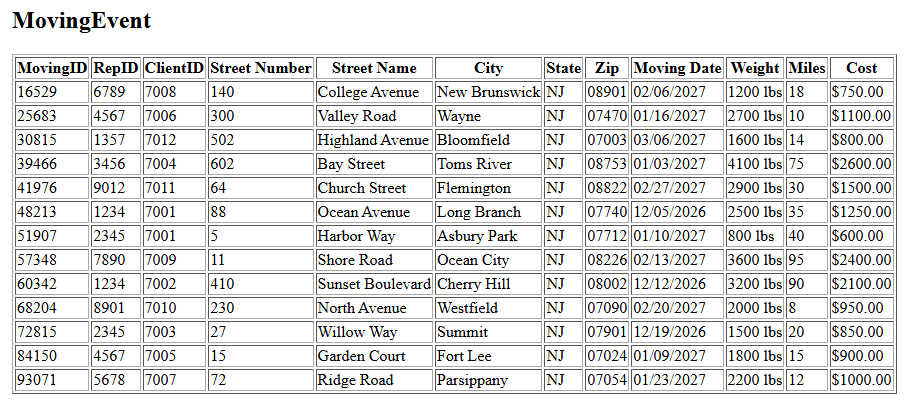 MovingEvent
MovingID RepID ClientID Street Number Street Name City State Zip Moving Date Weight Miles Cost
16529 6789 7008 140 College Avenue New Brunswick NJ 08901 02/06/2027 1200 lbs 18 $750.00
25683 4567 7006 300 Valley Road Wayne NJ 07470 01/16/2027 2700 lbs 10 $1100.00
30815 1357 7012 502 Highland Avenue Bloomfield NJ 07003 03/06/2027 1600 lbs 14 $800.00
39466 3456 7004 602 Bay Street Toms River NJ 08753 01/03/2027 4100 lbs 75 $2600.00
41976 9012 7011 64 Church Street Flemington NJ 08822 02/27/2027 2900 lbs 30 $1500.00
48213 1234 7001 88 Ocean Avenue Long Branch NJ 07740 12/05/2026 2500 lbs 35 $1250.00
51907 2345 7001 5 Harbor Way Asbury Park NJ 07712 01/10/2027 800 lbs 40 $600.00
57348 7890 7009 11 Shore Road Ocean City NJ 08226 02/13/2027 3600 lbs 95 $2400.00
60342 1234 7002 410 Sunset Boulevard Cherry Hill NJ 08002 12/12/2026 3200 lbs 90 $2100.00
68204 8901 7010 230 North Avenue Westfield NJ 07090 02/20/2027 2000 lbs 8 $950.00
72815 2345 7003 27 Willow Way Summit NJ 07901 12/19/2026 1500 lbs 20 $850.00
84150 4567 7005 15 Garden Court Fort Lee NJ 07024 01/09/2027 1800 lbs 15 $900.00
93071 5678 7007 72 Ridge Road Parsippany NJ 07054 01/23/2027 2200 lbs 12 $1000.00